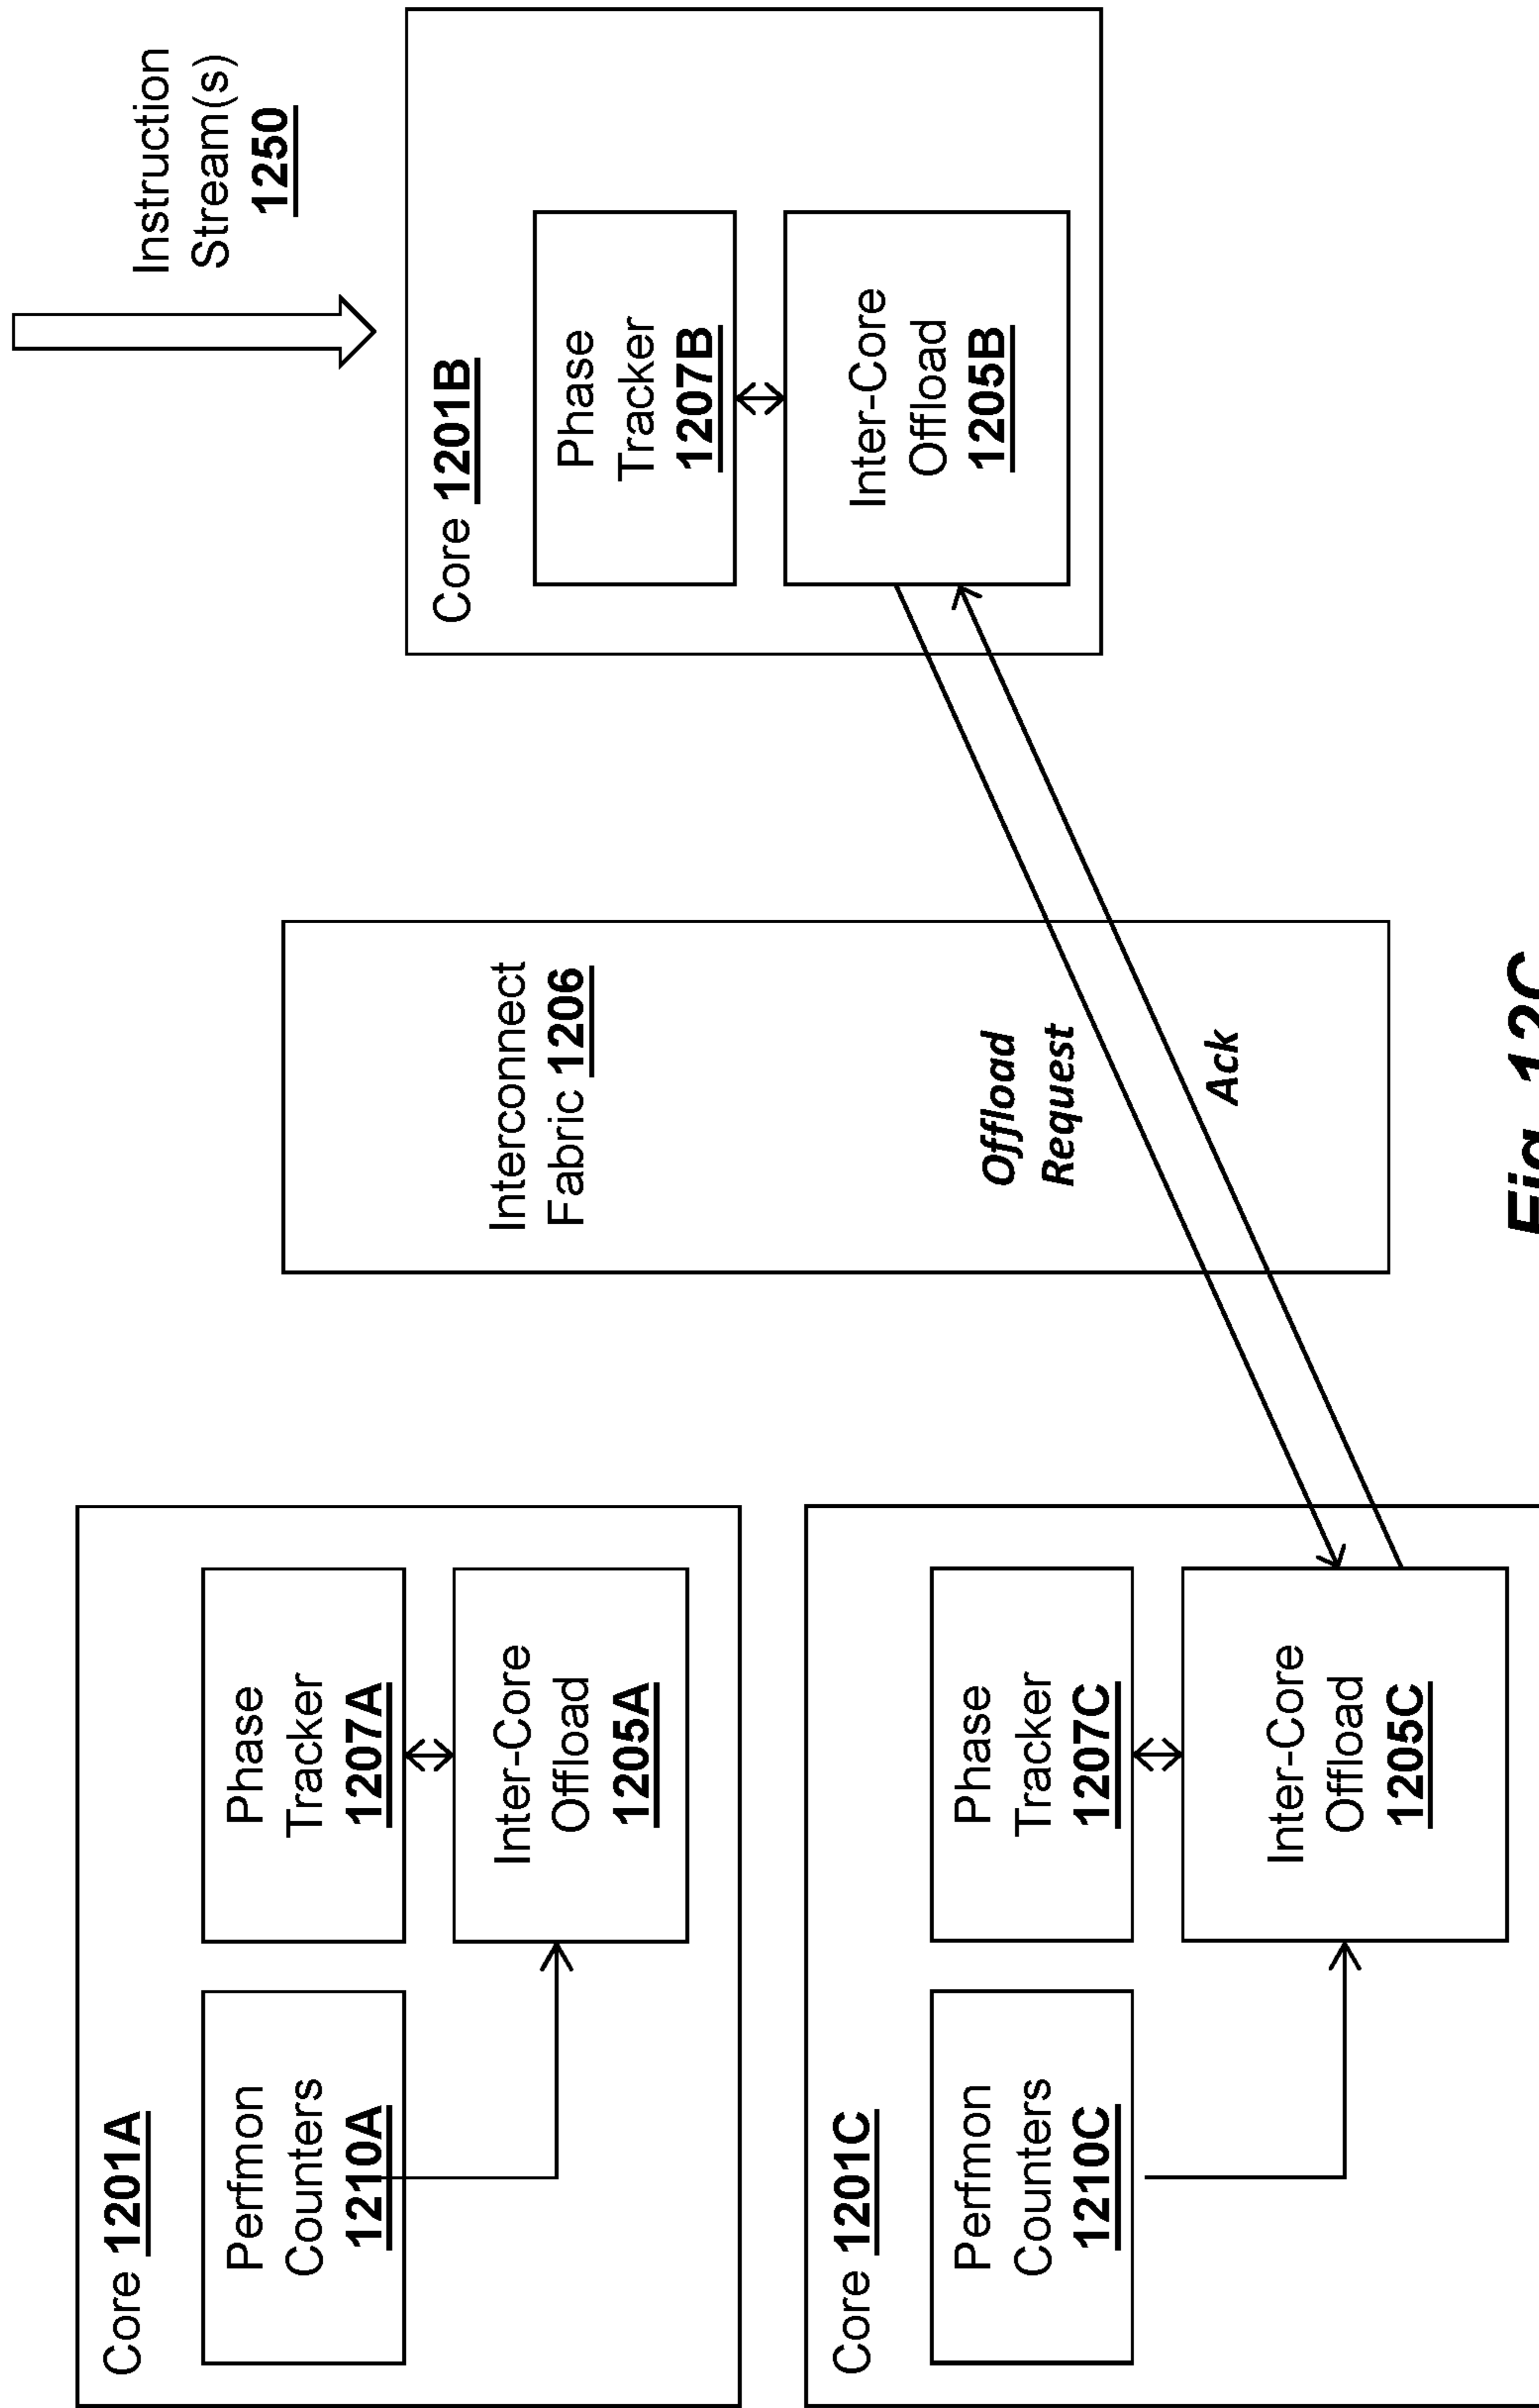 Core 1201A
Perfmon
Counters
1210A
Phase
Tracker
1207A
Inter-Core
Offload
1205A
Core 1201C
Perfmon
Counters
1210C
Phase
Tracker
1207C
Inter-Core
Offload
1205C
Interconnect
Fabric 1206
Offload
Request
Ack
Instruction
Stream(s)
1250
Core 1201B
Phase
Tracker
1207B
Inter-Core
Offload
1205B
Fig. 12C